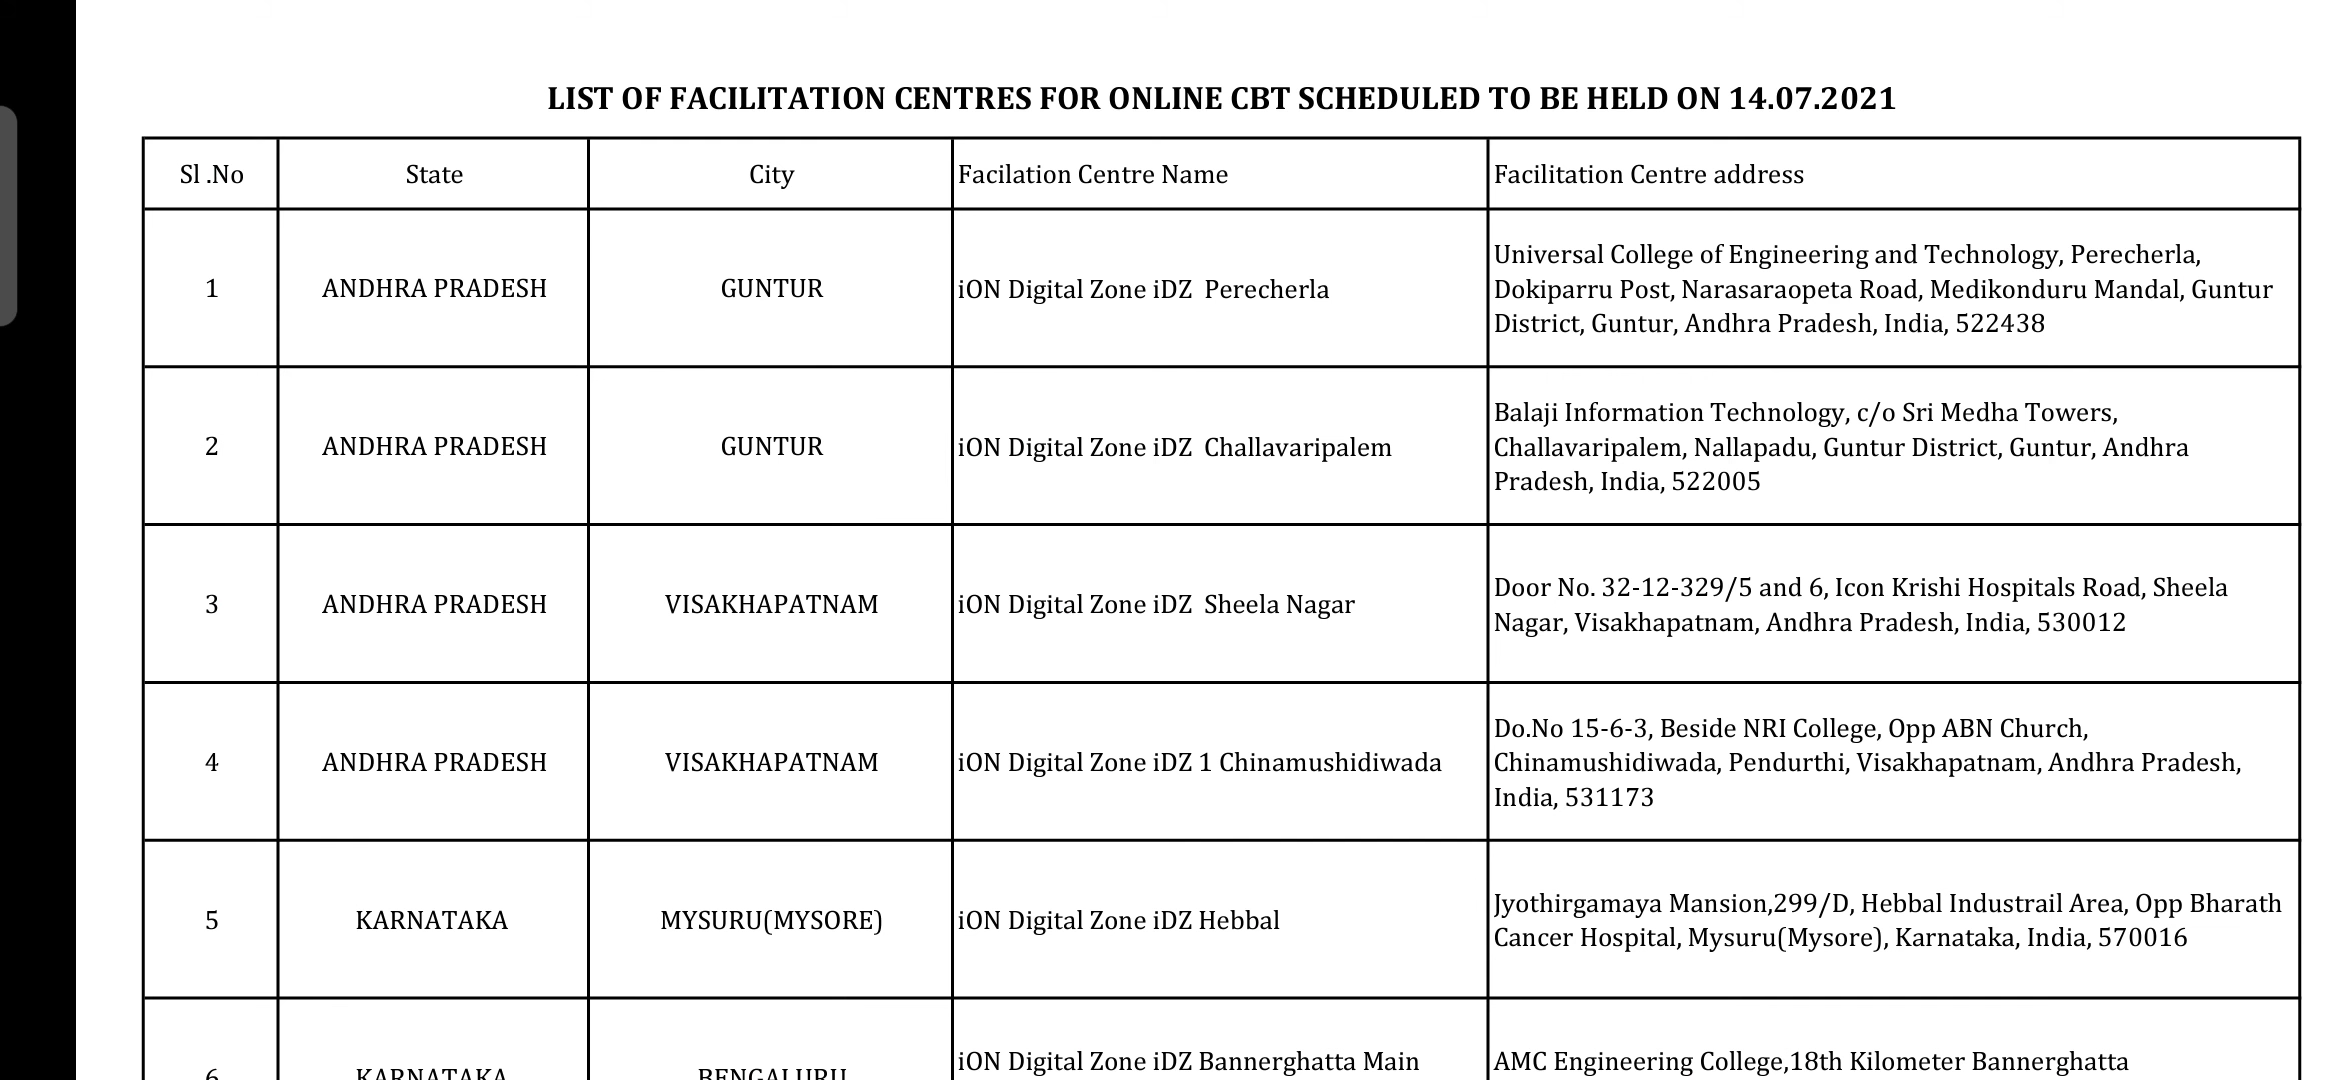 LIST OF FACILITATION CENTRES FOR ONLINE CBT SCHEDULED TO BE HELD ON 14.07.2021
Sl .No State City Facilation Centre Name Facilitation Centre address
1 ANDHRA PRADESH GUNTUR iON Digital Zone iDZ  Perecherla
Universal College of Engineering and Technology, Perecherla,
Dokiparru Post, Narasaraopeta Road, Medikonduru Mandal, Guntur
District, Guntur, Andhra Pradesh, India, 522438
2 ANDHRA PRADESH GUNTUR iON Digital Zone iDZ  Challavaripalem
Balaji Information Technology, c/o Sri Medha Towers,
Challavaripalem, Nallapadu, Guntur District, Guntur, Andhra
Pradesh, India, 522005
3 ANDHRA PRADESH VISAKHAPATNAM iON Digital Zone iDZ  Sheela Nagar
Door No. 32-12-329/5 and 6, Icon Krishi Hospitals Road, Sheela
Nagar, Visakhapatnam, Andhra Pradesh, India, 530012
4 ANDHRA PRADESH VISAKHAPATNAM iON Digital Zone iDZ 1 Chinamushidiwada
Do.No 15-6-3, Beside NRI College, Opp ABN Church,
Chinamushidiwada, Pendurthi, Visakhapatnam, Andhra Pradesh,
India, 531173
5 KARNATAKA MYSURU(MYSORE) iON Digital Zone iDZ Hebbal
Jyothirgamaya Mansion,299/D, Hebbal Industrail Area, Opp Bharath
Cancer Hospital, Mysuru(Mysore), Karnataka, India, 570016
6 KARNATAKA BENGALURU iON Digital Zone iDZ Bannerghatta Main
AMC Engineering College,18th Kilometer Bannerghatta